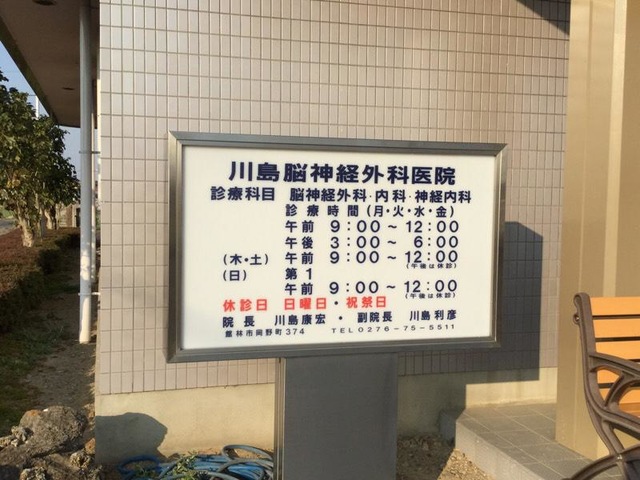 川島脳神経外科医院
診療科目 脳神経外科・内科・神経内科
診療時間(月・火・水・金)
午前 9:00～12:00
午後 3:00～ 6:00
(木・土) 午前 9:00～12:00
(午後は休診)
(日) 第1
午前 9:00～12:00
(午後は休診)
休診日 日曜日・祝祭日
院長 川島康宏・副院長 川島利彦
館林市岡野町374 TEL0276-75-5511